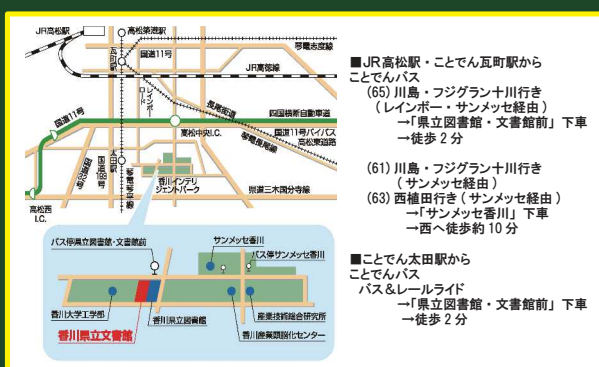 JR高松駅
高松築港駅
琴電志度線
瓦町駅
国道11号
JR高徳線
レインボーロード
長尾街道
四国横断自動車道
国道11号
高松中央I.C.
国道11号バイパス
高松東道路
琴電長尾線
太田駅
国道193号
琴電琴平線
香川インテリ
ジェントパーク
県道三木国分寺線
高松西
I.C.
バス停県立図書館・文書館前
サンメッセ香川
バス停サンメッセ香川
香川大学工学部
香川県立図書館
産業技術総合研究所
香川県立文書館
香川産業頭脳化センター
■JR高松駅・ことでん瓦町駅から
ことでんバス
(65) 川島・フジグラン十川行き
(レインボー・サンメッセ経由)
→「県立図書館・文書館前」下車
→徒歩2分
(61) 川島・フジグラン十川行き
(サンメッセ経由)
(63) 西植田行き(サンメッセ経由)
→「サンメッセ香川」下車
→西へ徒歩約10分
■ことでん太田駅から
ことでんバス
バス&レールライド
→「県立図書館・文書館前」下車
→徒歩2分